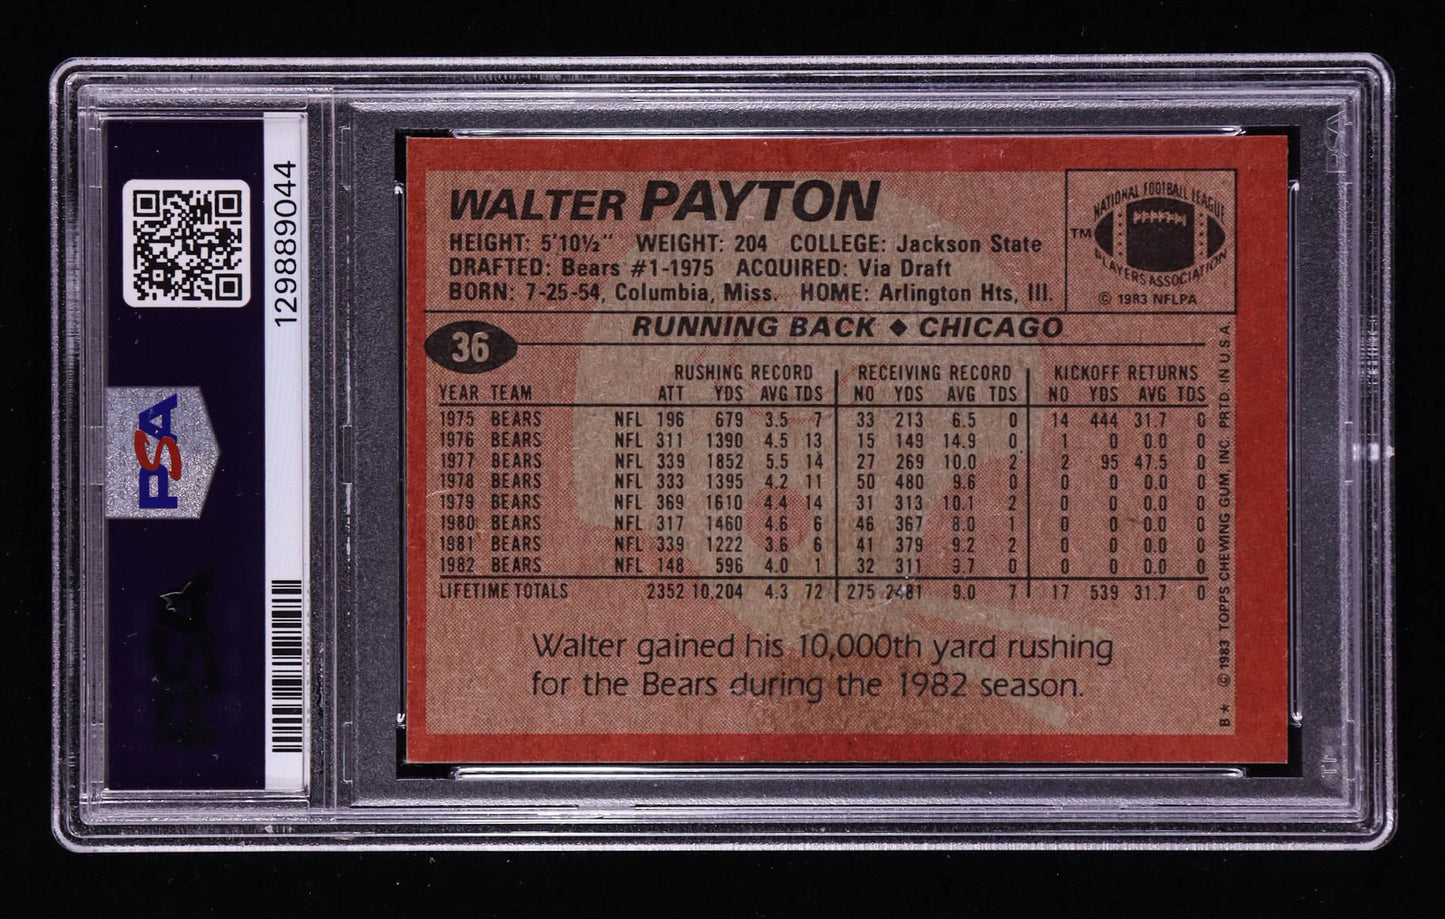 129889044
PSA
PSA
WALTER PAYTON
HEIGHT: 5'10½" WEIGHT: 204 COLLEGE: Jackson State
DRAFTED: Bears #1-1975 ACQUIRED: Via Draft
BORN: 7-25-54, Columbia, Miss. HOME: Arlington Hts, Ill.
NATIONAL FOOTBALL LEAGUE
TM
PLAYERS ASSOCIATION
© 1983 NFLPA
RUNNING BACK ◆ CHICAGO
36
RUSHING RECORD RECEIVING RECORD KICKOFF RETURNS
YEAR TEAM ATT YDS AVG TDS NO YDS AVG TDS NO YDS AVG TDS
1975 BEARS NFL 196 679 3.5 7 33 213 6.5 0 14 444 31.7 0
1976 BEARS NFL 311 1390 4.5 13 15 149 14.9 0 1 0 0.0 0
1977 BEARS NFL 339 1852 5.5 14 27 269 10.0 2 2 95 47.5 0
1978 BEARS NFL 333 1395 4.2 11 50 480 9.6 0 0 0 0.0 0
1979 BEARS NFL 369 1610 4.4 14 31 313 10.1 2 0 0 0.0 0
1980 BEARS NFL 317 1460 4.6 6 46 367 8.0 1 0 0 0.0 0
1981 BEARS NFL 339 1222 3.6 6 41 379 9.2 2 0 0 0.0 0
1982 BEARS NFL 148 596 4.0 1 32 311 9.7 0 0 0 0.0 0
LIFETIME TOTALS 2352 10,204 4.3 72 275 2481 9.0 7 17 539 31.7 0
Walter gained his 10,000th yard rushing
for the Bears during the 1982 season.
B* © 1983 TOPPS CHEWING GUM, INC. PRTD. IN U.S.A.